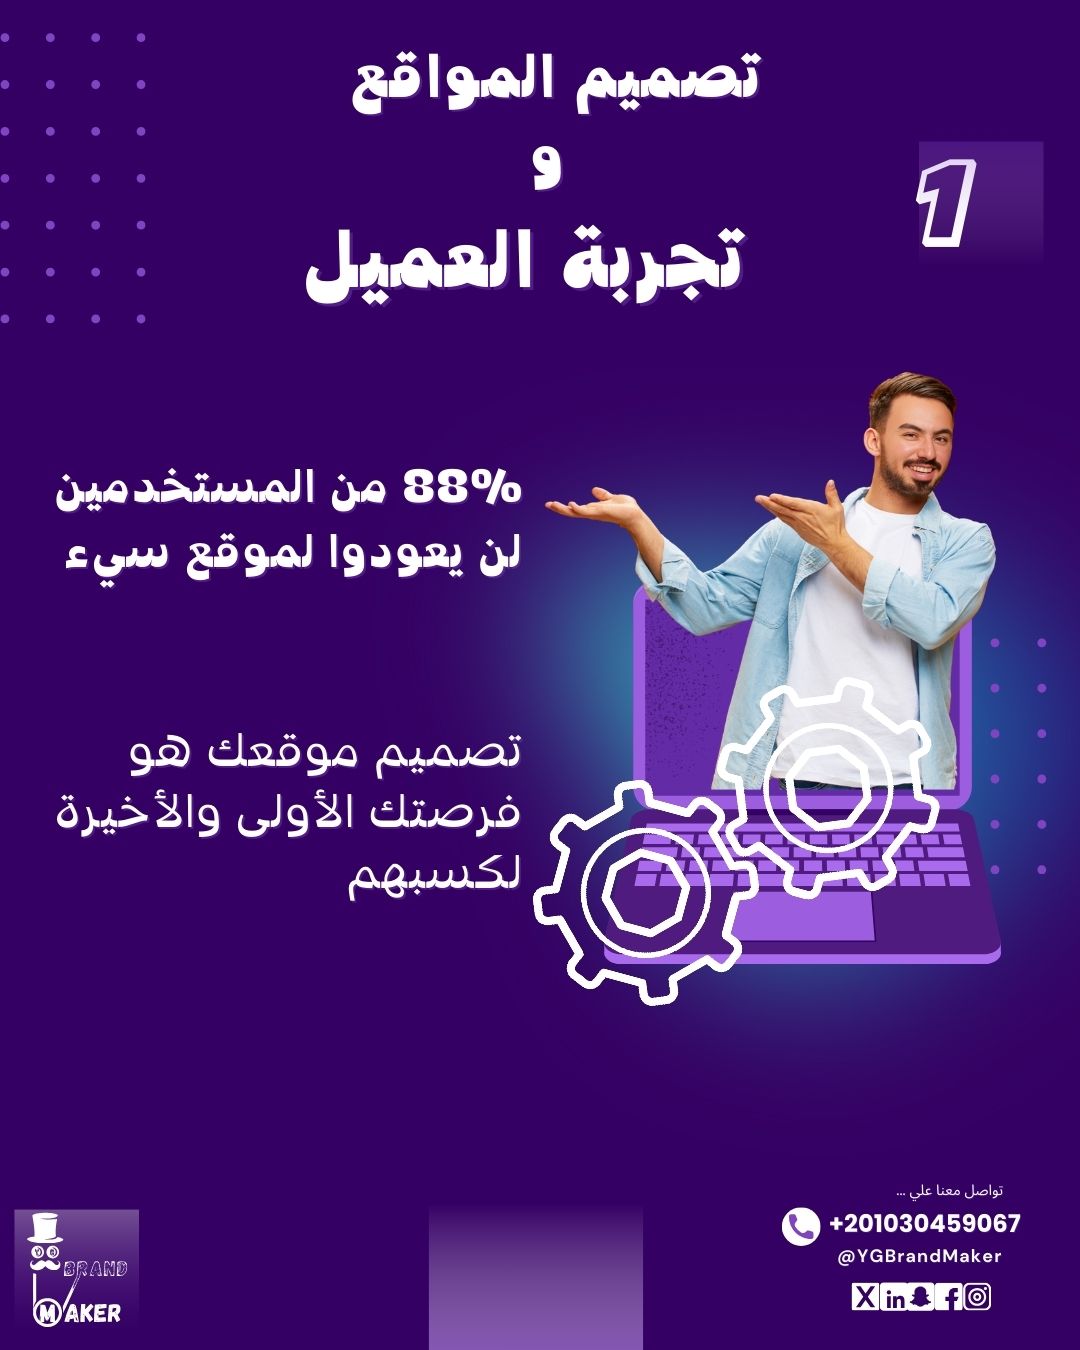 تصميم المواقع
و
تجربة العميل
1
88% من المستخدمين
لن يعودوا لموقع سيء
تصميم موقعك هو
فرصتك الأولى والأخيرة
لكسبهم
تواصل معنا علي ...
+201030459067
@YGBrandMaker
BRAND
MAKER